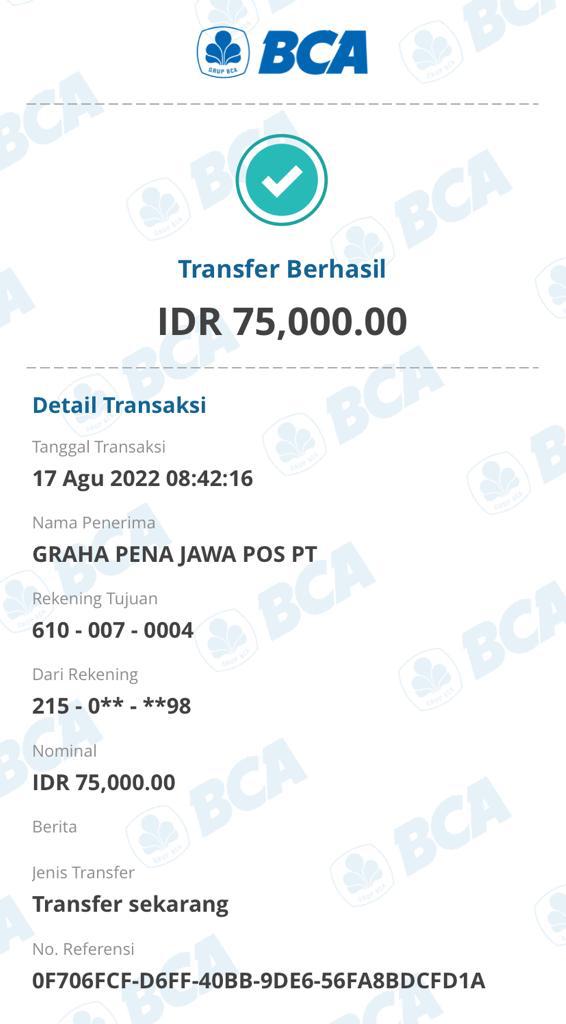 GRUP BCA
BCA
Transfer Berhasil
IDR 75,000.00
Detail Transaksi
Tanggal Transaksi
17 Agu 2022 08:42:16
Nama Penerima
GRAHA PENA JAWA POS PT
Rekening Tujuan
610 - 007 - 0004
Dari Rekening
215 - 0** - **98
Nominal
IDR 75,000.00
Berita
Jenis Transfer
Transfer sekarang
No. Referensi
0F706FCF-D6FF-40BB-9DE6-56FA8BDCFD1A